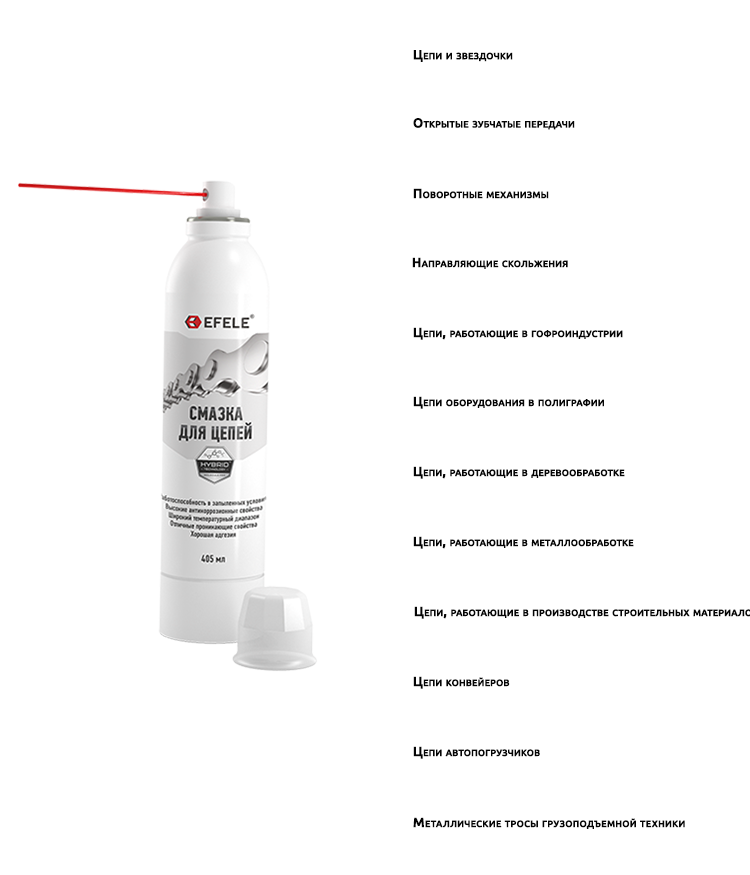 Цепи и звездочки
Открытые зубчатые передачи
Поворотные механизмы
Направляющие скольжения
Цепи, работающие в гофроиндустрии
Цепи оборудования в полиграфии
Цепи, работающие в деревообработке
Цепи, работающие в металлообработке
Цепи, работающие в производстве строительных материало
Цепи конвейеров
Цепи автопогрузчиков
Металлические тросы грузоподъемной техники
EFELE®
СМАЗКА
ДЛЯ ЦЕПЕЙ
HYBRID
в запыленных
Высокие антикоррозионные свойства
Широкий температурный диапазон
Отличные проникающие свойства
Хорошая адгезия
405 мл